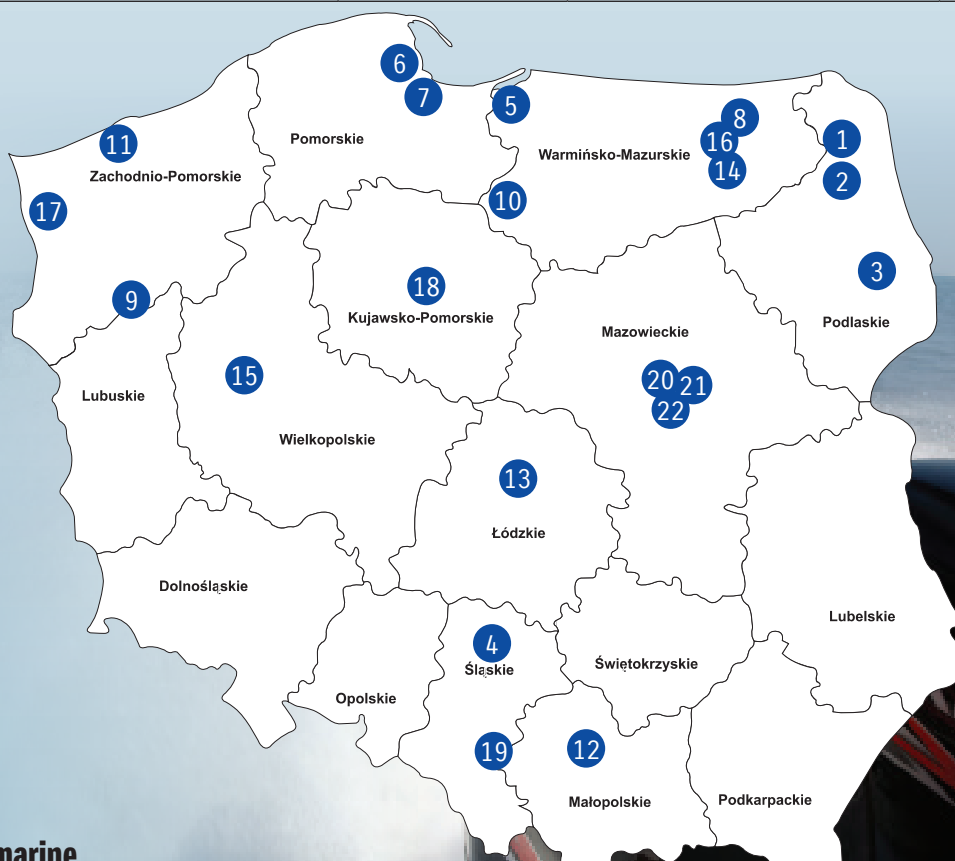 6
7
5
8
11
Pomorskie
16
1
Warmińsko-Mazurskie
14
Zachodnio-Pomorskie
2
17
10
3
18
9
Kujawsko-Pomorskie
Podlaskie
Mazowieckie
15
20
21
22
Lubuskie
Wielkopolskie
13
Łódzkie
Dolnośląskie
Lubelskie
4
Śląskie
Świętokrzyskie
Opolskie
19
12
Małopolskie
Podkarpackie
marine